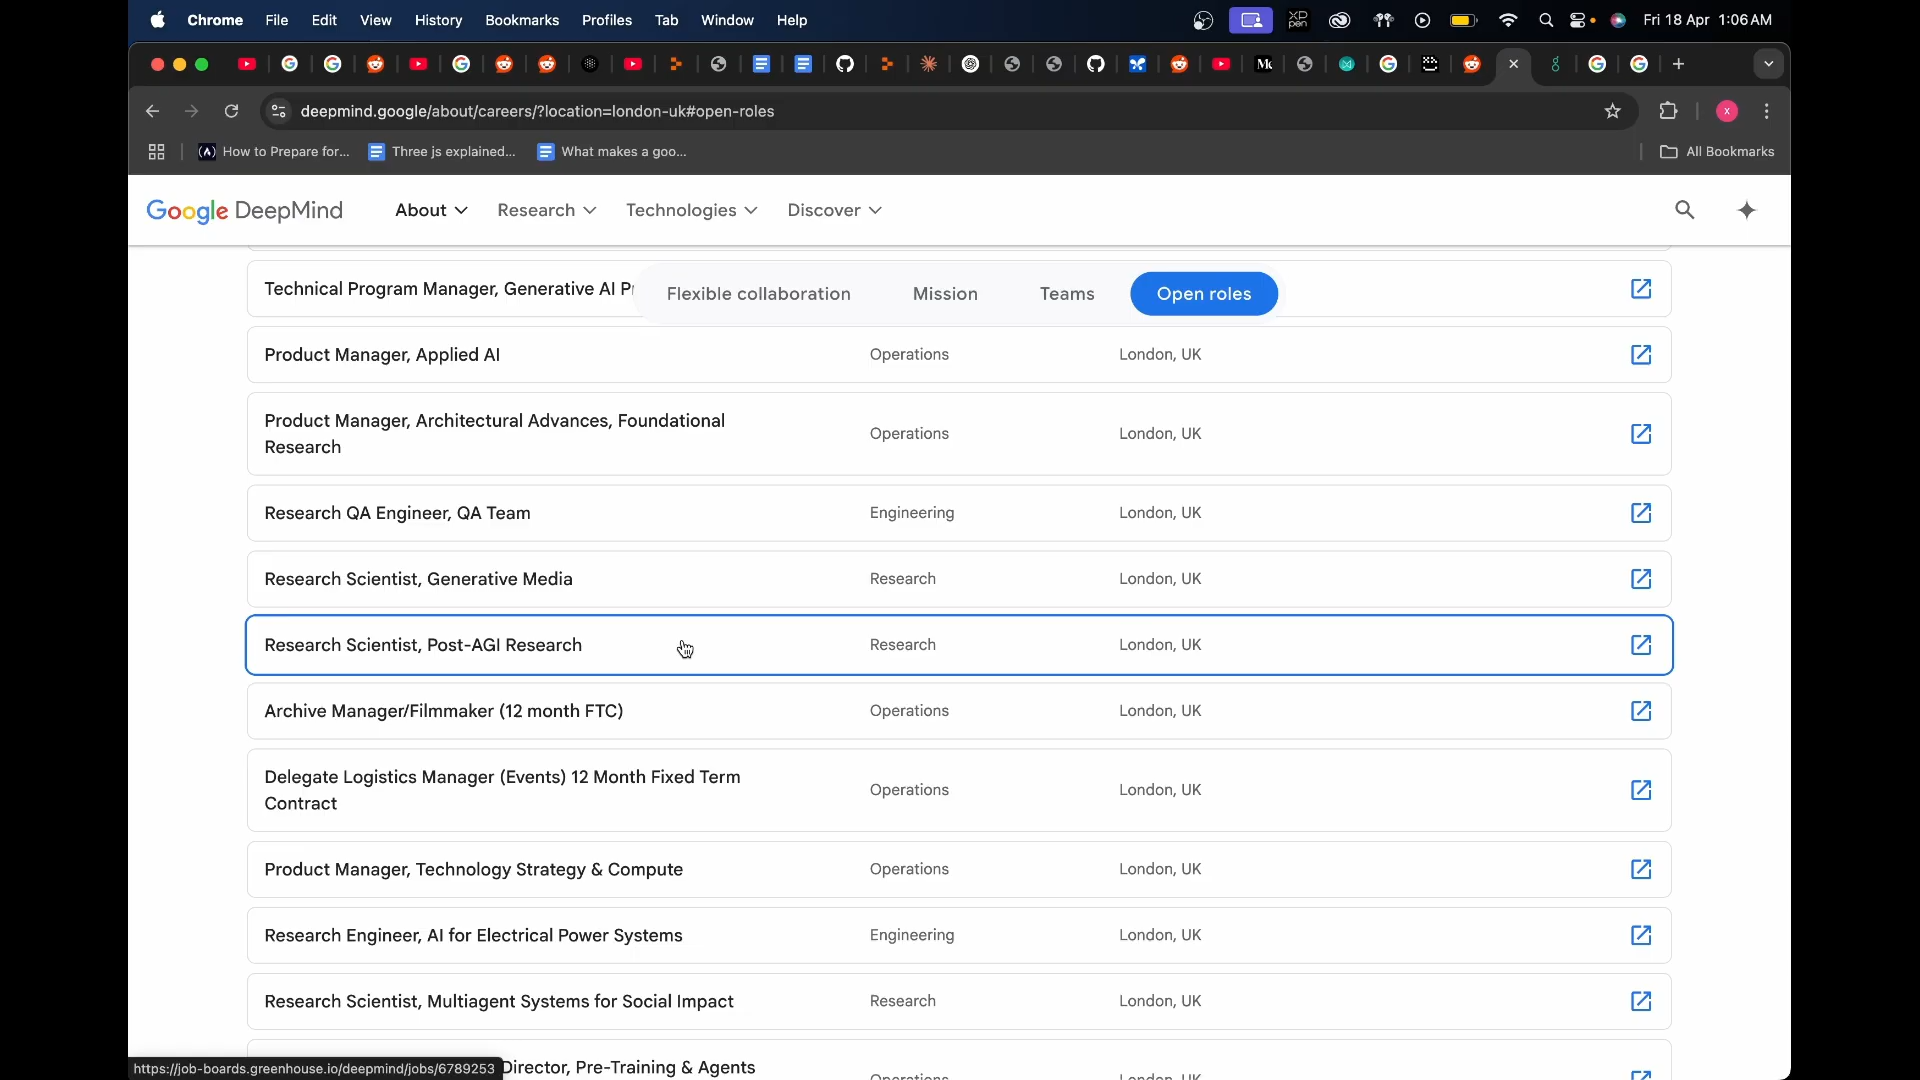 Chrome File Edit View History Bookmarks Profiles Tab Window Help XP pen Fri 18 Apr 1:06 AM
deepmind.google/about/careers/?location=london-uk#open-roles
How to Prepare for... Three js explained... What makes a goo... All Bookmarks
Google DeepMind About Research Technologies Discover
Technical Program Manager, Generative AI Pr
Flexible collaboration Mission Teams Open roles
Product Manager, Applied AI Operations London, UK
Product Manager, Architectural Advances, Foundational
Research Operations London, UK
Research QA Engineer, QA Team Engineering London, UK
Research Scientist, Generative Media Research London, UK
Research Scientist, Post-AGI Research Research London, UK
Archive Manager/Filmmaker (12 month FTC) Operations London, UK
Delegate Logistics Manager (Events) 12 Month Fixed Term
Contract Operations London, UK
Product Manager, Technology Strategy & Compute Operations London, UK
Research Engineer, AI for Electrical Power Systems Engineering London, UK
Research Scientist, Multiagent Systems for Social Impact Research London, UK
Director, Pre-Training & Agents
Operations London, UK
https://job-boards.greenhouse.io/deepmind/jobs/6789253